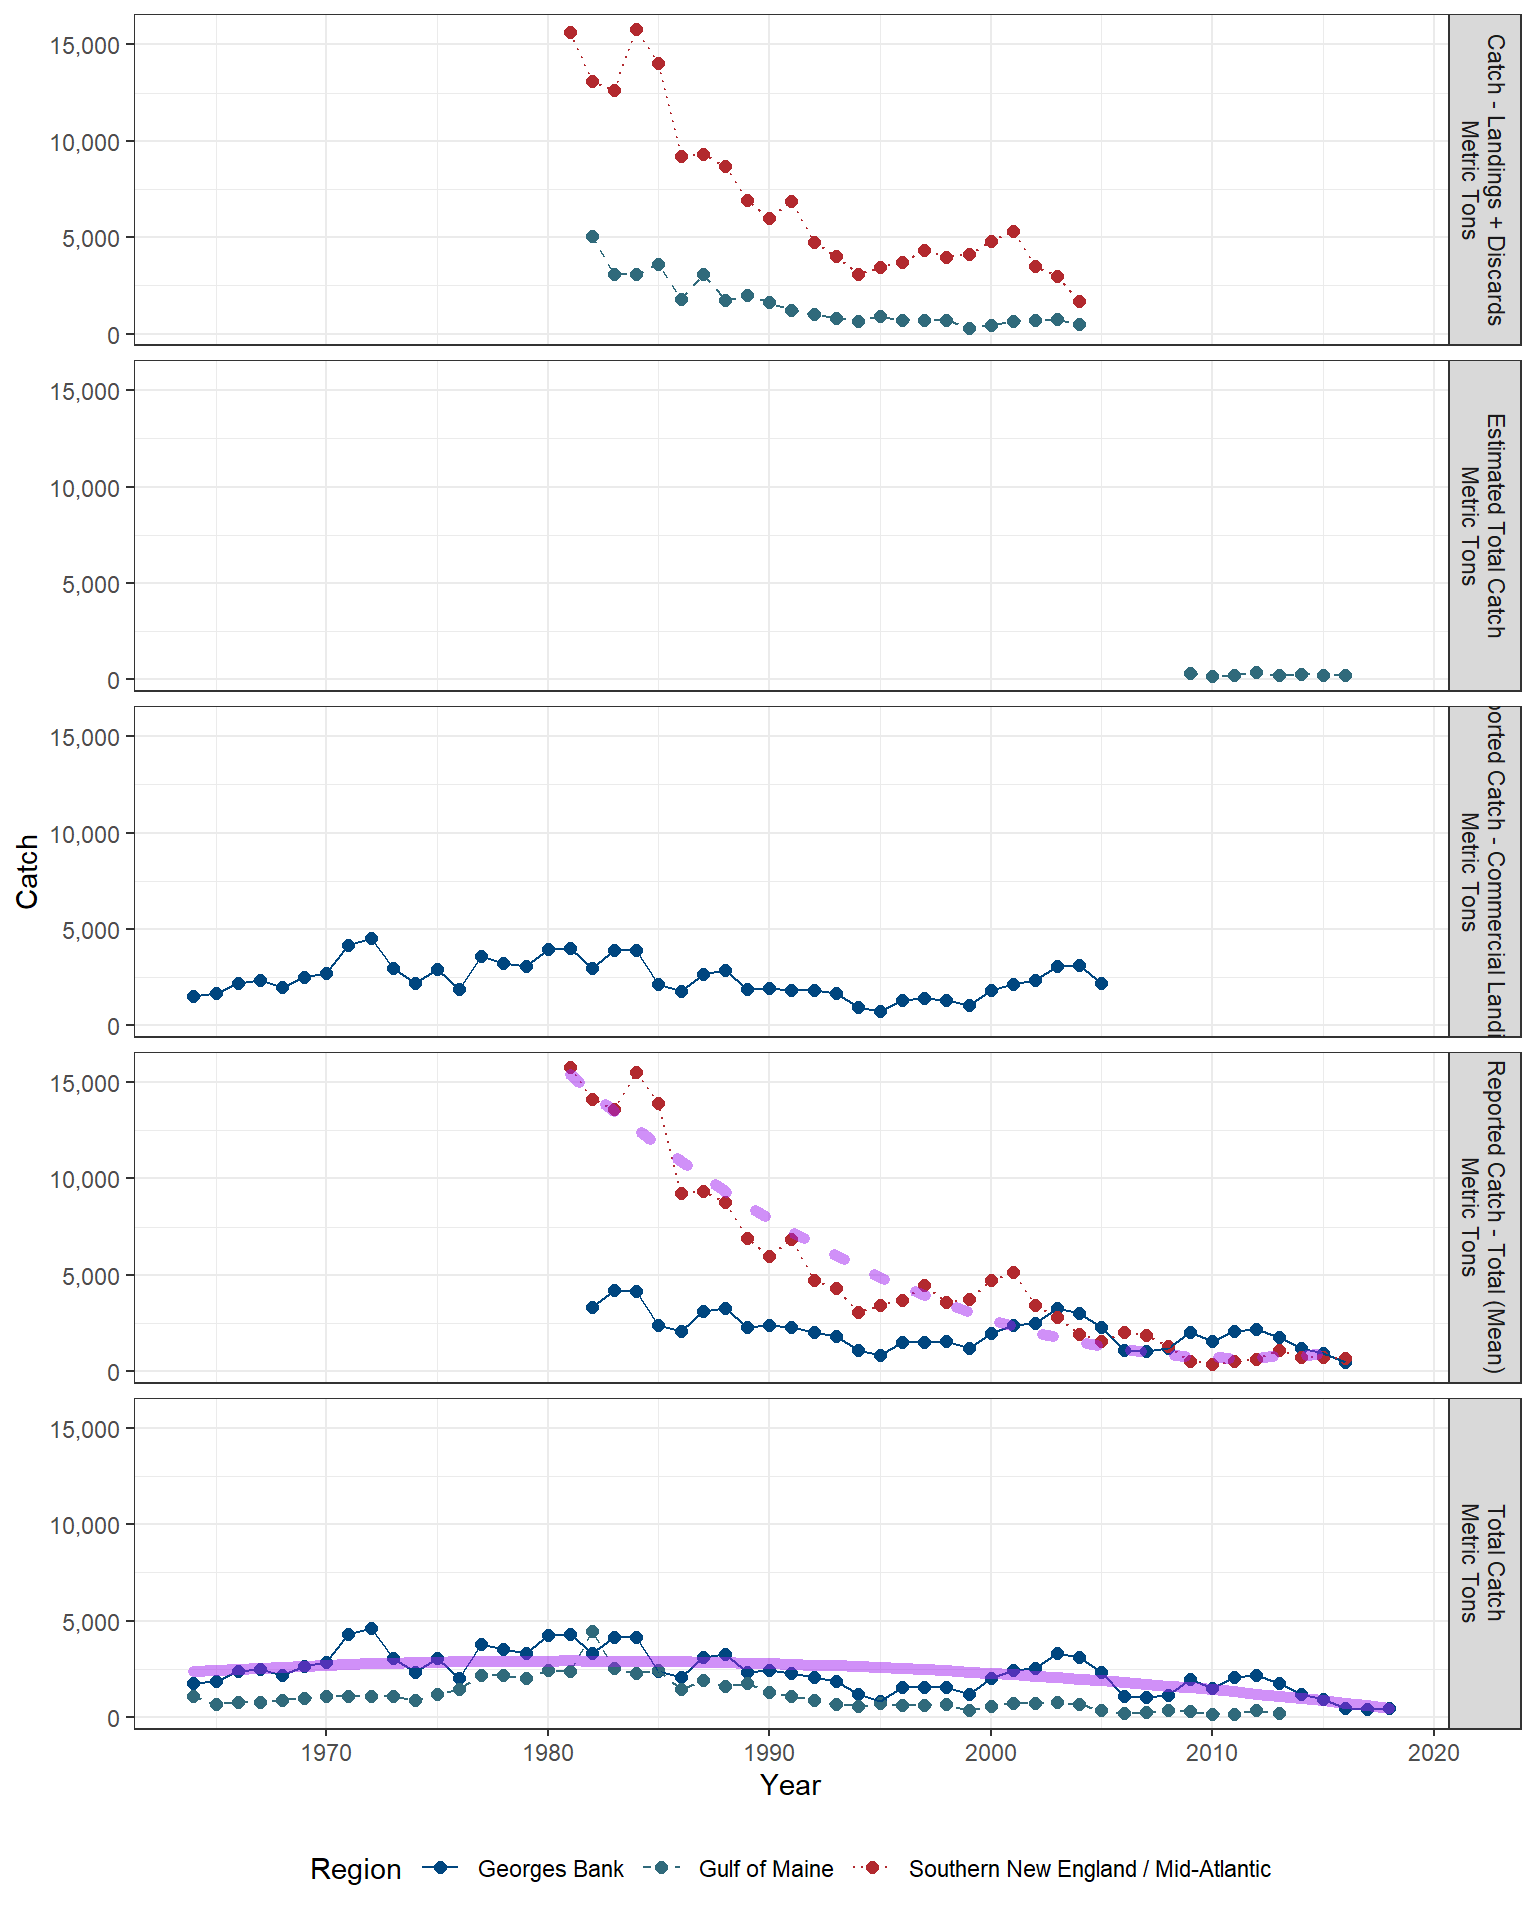 15,000
10,000
5,000
0
Catch - Landings + Discards
Metric Tons
15,000
10,000
5,000
0
Estimated Total Catch
Metric Tons
15,000
10,000
5,000
0
ported Catch - Commercial Landi
Metric Tons
Catch
15,000
10,000
5,000
0
Reported Catch - Total (Mean)
Metric Tons
15,000
10,000
5,000
0
Total Catch
Metric Tons
1970 1980 1990 2000 2010 2020
Year
Region Georges Bank Gulf of Maine Southern New England / Mid-Atlantic